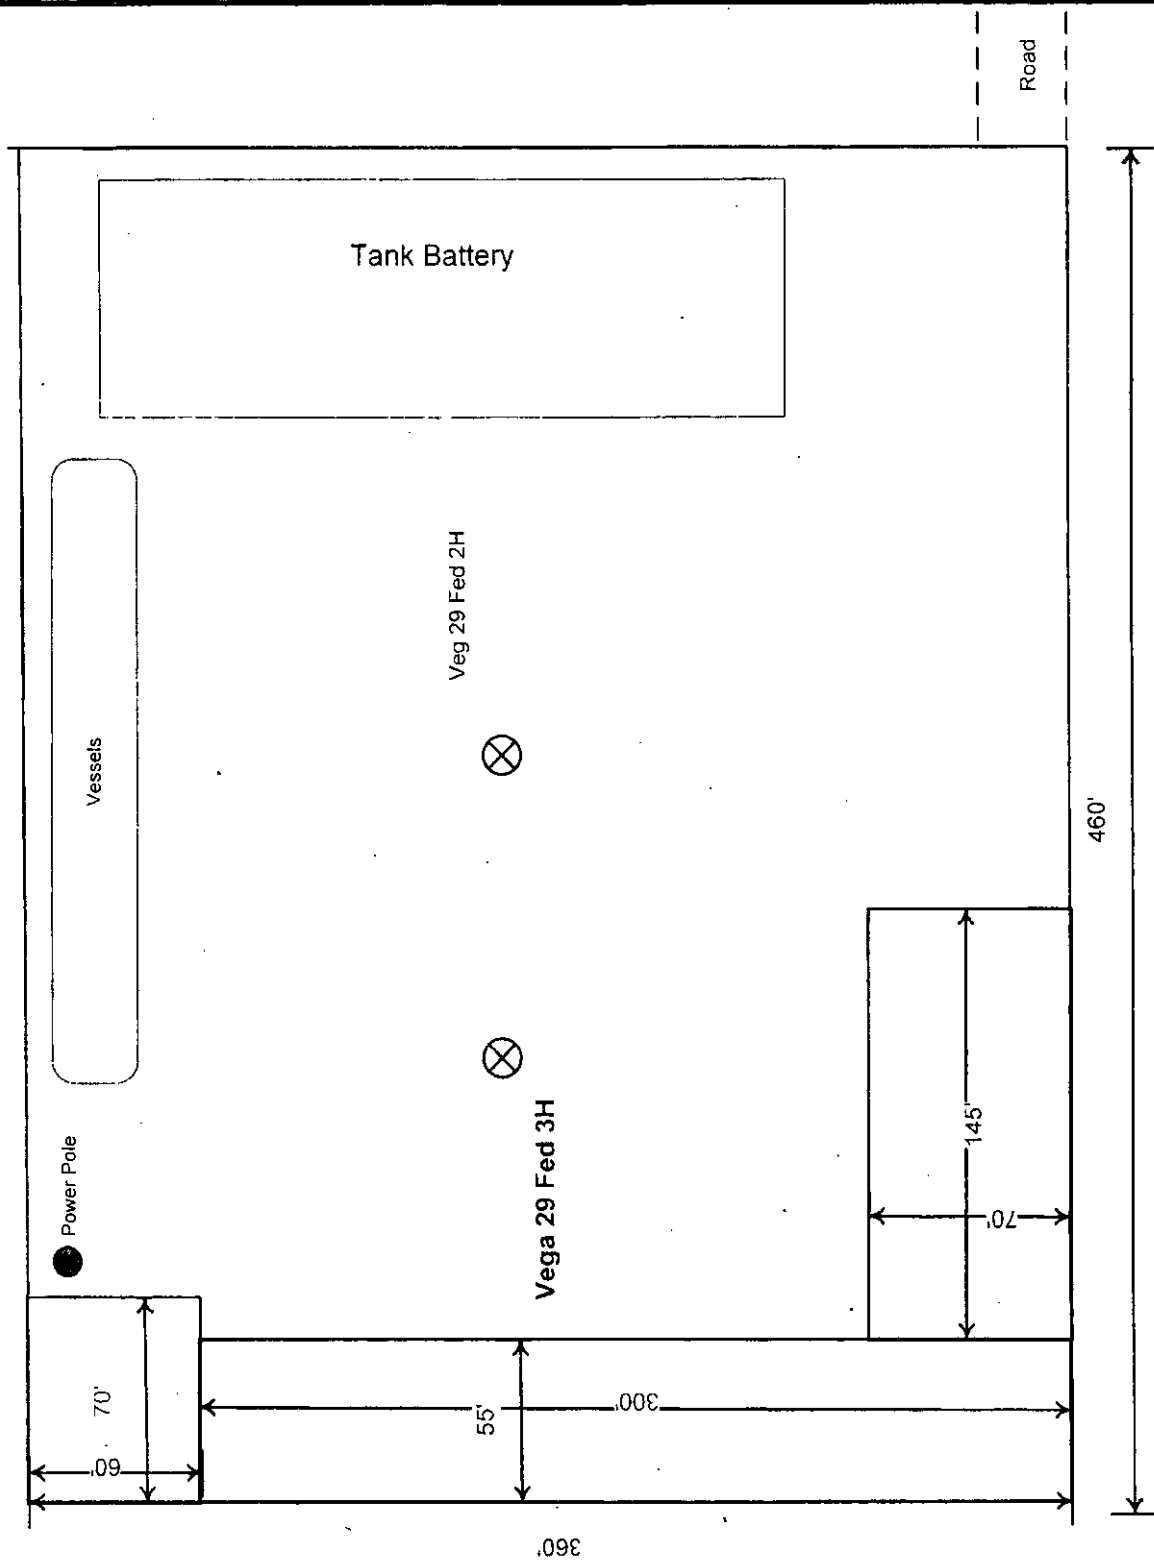 Road
Tank Battery
Veg 29 Fed 2H
Vessels
460'
Power Pole
Vega 29 Fed 3H
145'
70'
70'
60'
55'
300'
360'